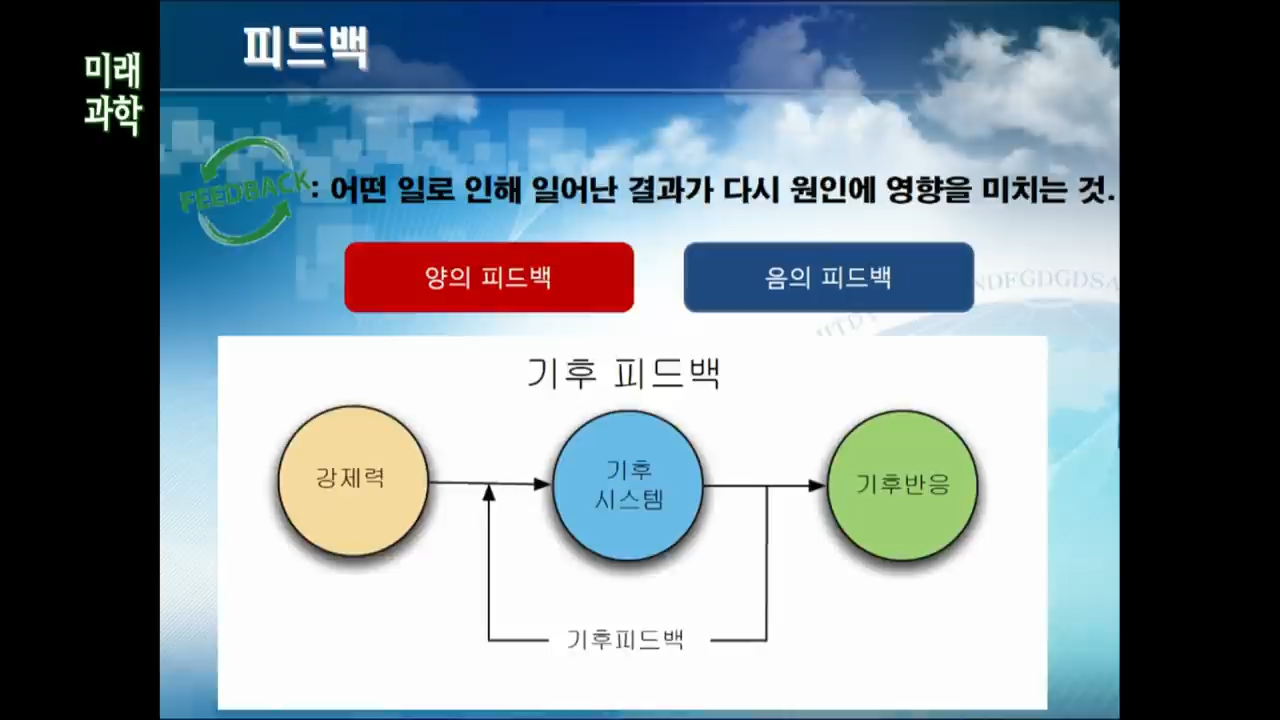 피드백
미래
과학
FEEDBACK
: 어떤 일로 인해 일어난 결과가 다시 원인에 영향을 미치는 것.
양의 피드백
음의 피드백
기후 피드백
강제력
기후
시스템
기후반응
기후피드백